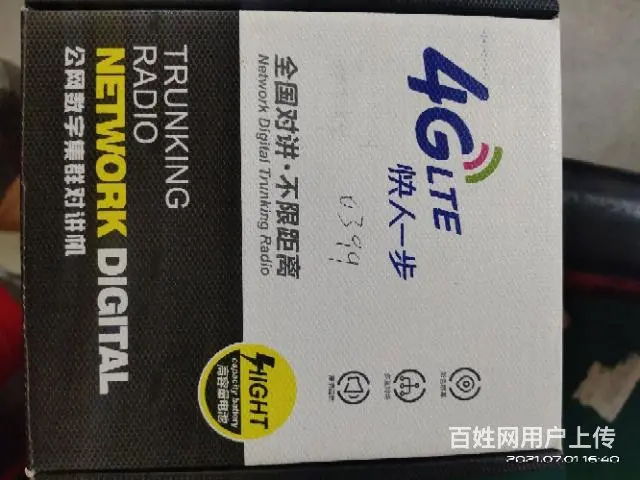 4GLTE
快人一步
0399
全国对讲·不限距离
Network Digital Trunking Radio
TRUNKING
RADIO
NETWORK DIGITAL
公网数字集群对讲机
HIGHT
capacity battery
高容量电池
百姓网用户上传
2021.07.01 16:40